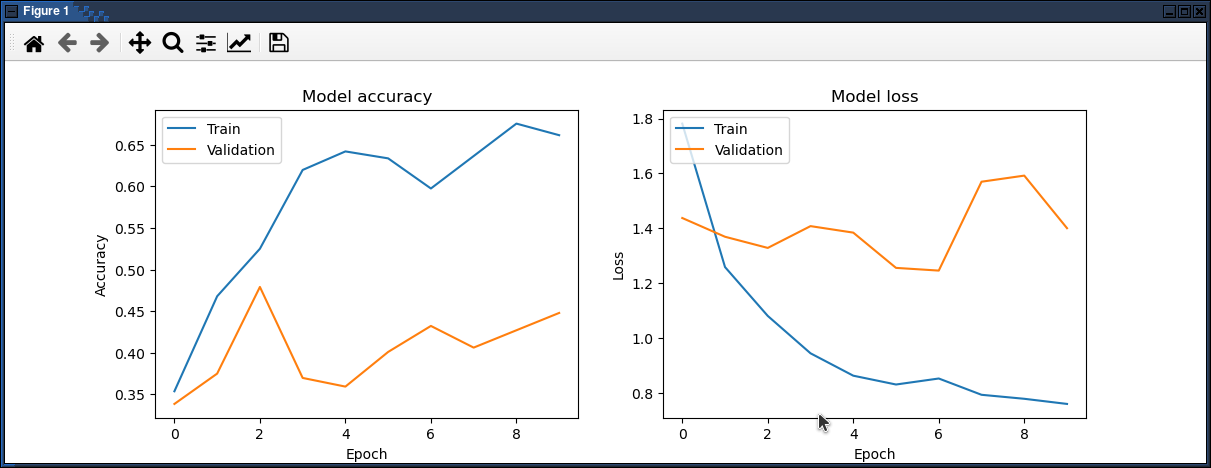 Figure 1
Model accuracy
Train
Validation
0.65
0.60
0.55
0.50
0.45
0.40
0.35
Accuracy
0 2 4 6 8
Epoch
Model loss
Train
Validation
1.8
1.6
1.4
1.2
1.0
0.8
Loss
0 2 4 6 8
Epoch